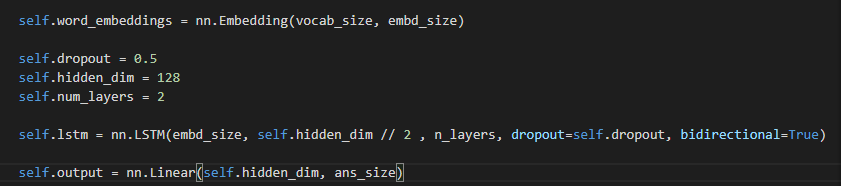 self.word_embeddings = nn.Embedding(vocab_size, embd_size)
self.dropout = 0.5
self.hidden_dim = 128
self.num_layers = 2
self.lstm = nn.LSTM(embd_size, self.hidden_dim // 2 , n_layers, dropout=self.dropout, bidirectional=True)
self.output = nn.Linear(self.hidden_dim, ans_size)